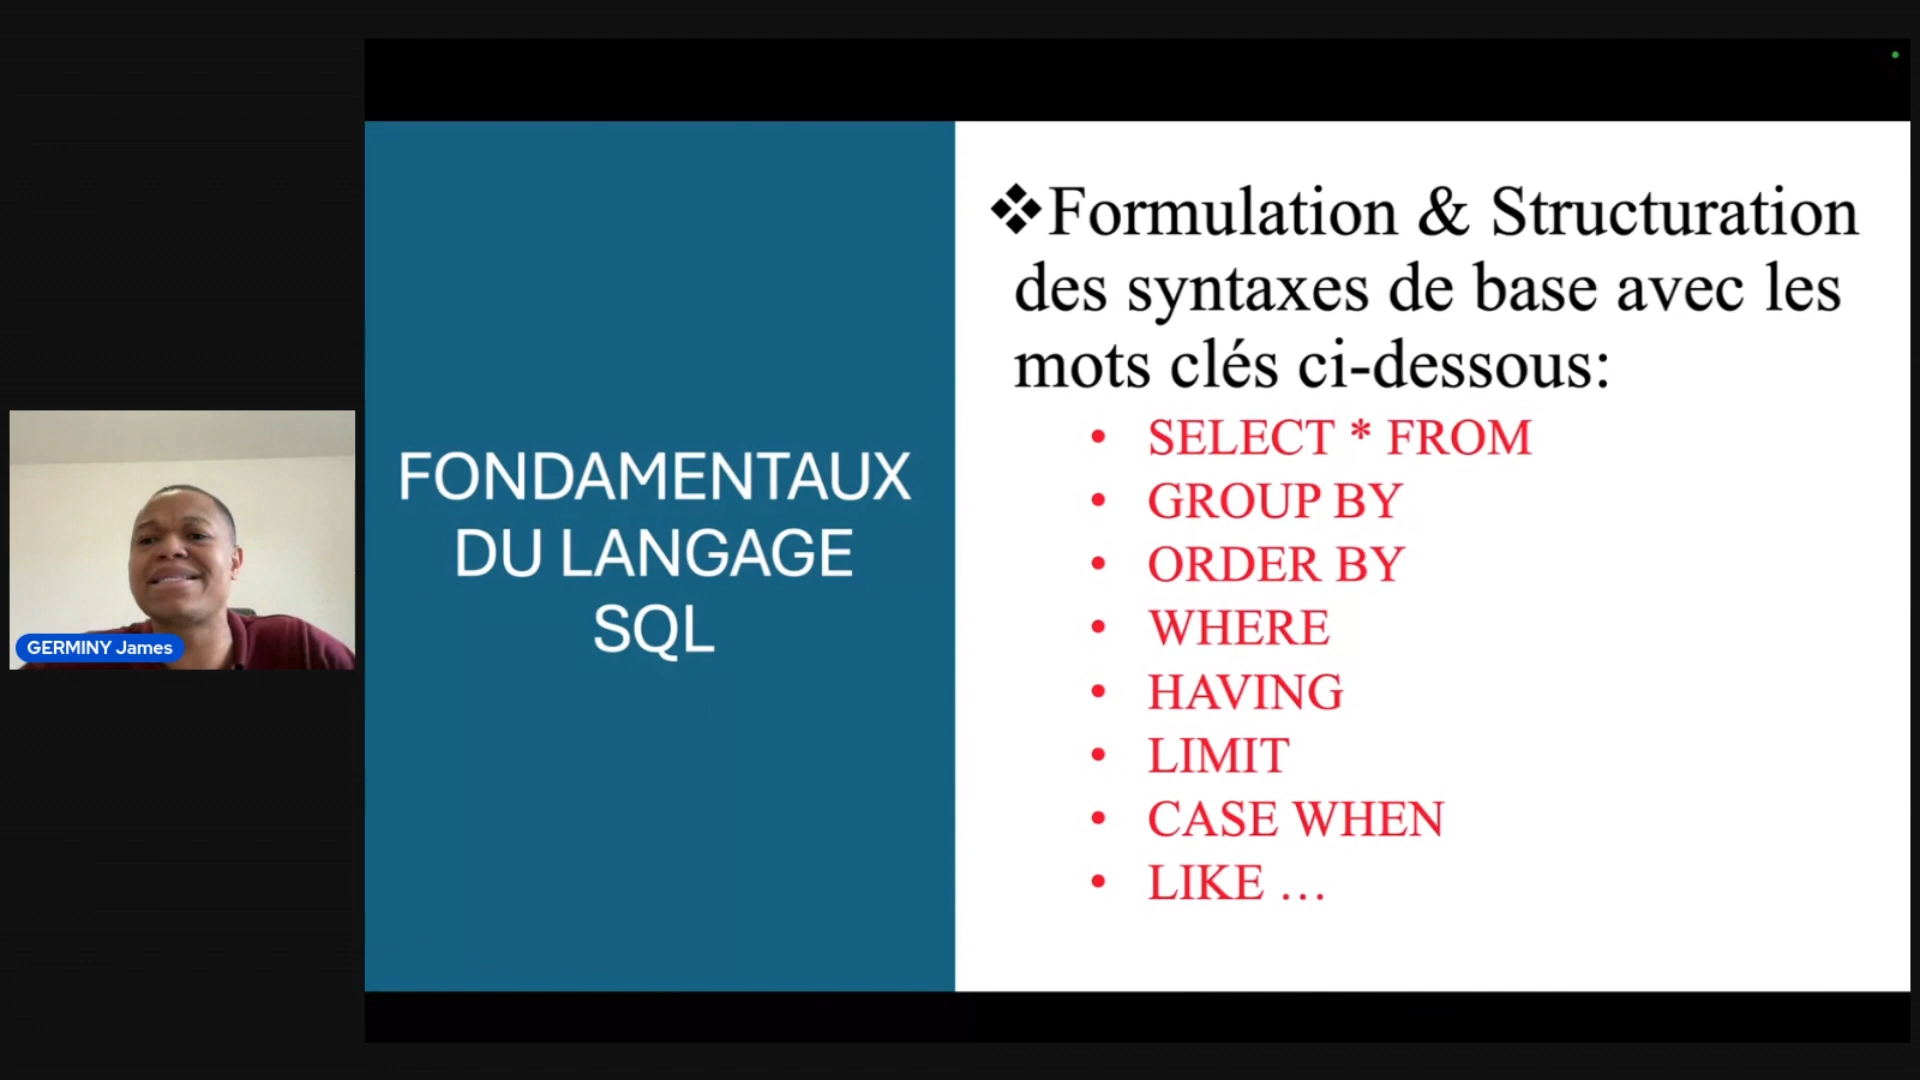 GERMINY James
FONDAMENTAUX
DU LANGAGE
SQL
❖Formulation & Structuration
des syntaxes de base avec les
mots clés ci-dessous:
• SELECT * FROM
• GROUP BY
• ORDER BY
• WHERE
• HAVING
• LIMIT
• CASE WHEN
• LIKE …